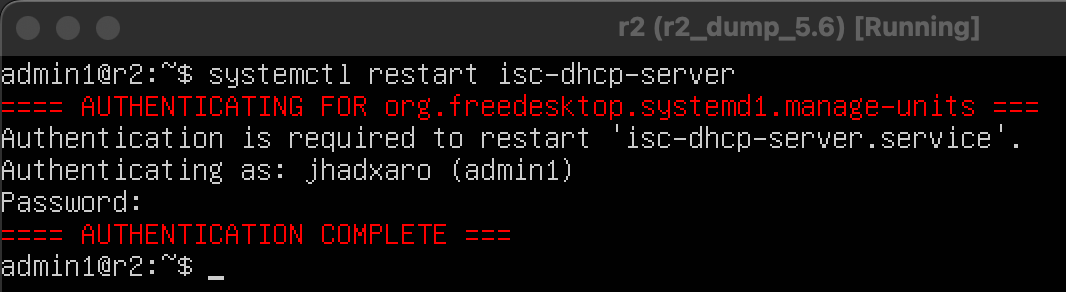 r2 (r2_dump_5.6) [Running]
admin1@r2:~$ systemctl restart isc-dhcp-server
==== AUTHENTICATING FOR org.freedesktop.systemd1.manage-units ===
Authentication is required to restart 'isc-dhcp-server.service'.
Authenticating as: jhadxaro (admin1)
Password:
==== AUTHENTICATION COMPLETE ===
admin1@r2:~$ _